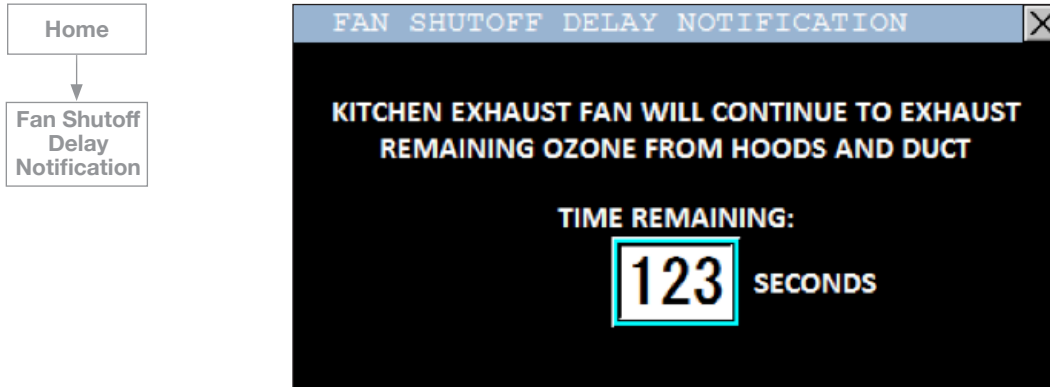 Home
Fan Shutoff
Delay
Notification
FAN SHUTOFF DELAY NOTIFICATION
KITCHEN EXHAUST FAN WILL CONTINUE TO EXHAUST
REMAINING OZONE FROM HOODS AND DUCT
TIME REMAINING:
123 SECONDS